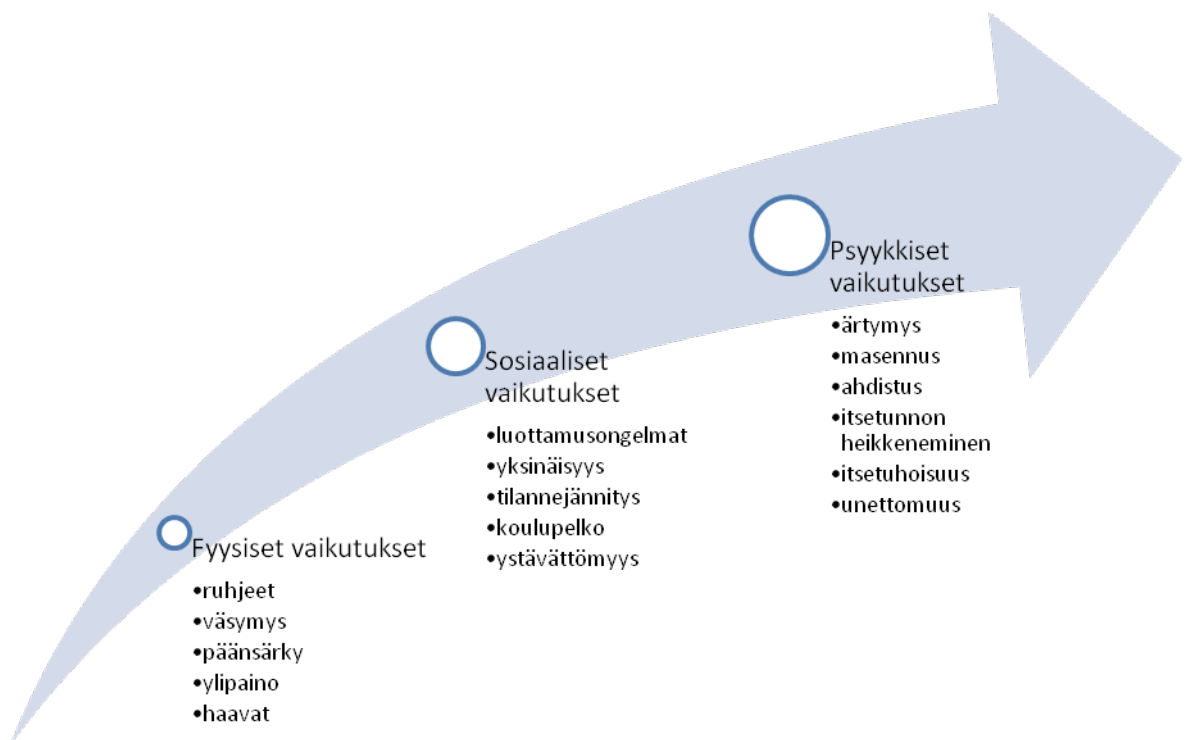 Fyysiset vaikutukset
•ruhjeet
•väsymys
•päänsärky
•ylipaino
•haavat
Sosiaaliset
vaikutukset
•luottamusongelmat
•yksinäisyys
•tilannejännitys
•koulupelko
•ystävättömyys
Psyykkiset
vaikutukset
•ärtymys
•masennus
•ahdistus
•itsetunnon
heikkeneminen
•itsetuhoisuus
•unettomuus